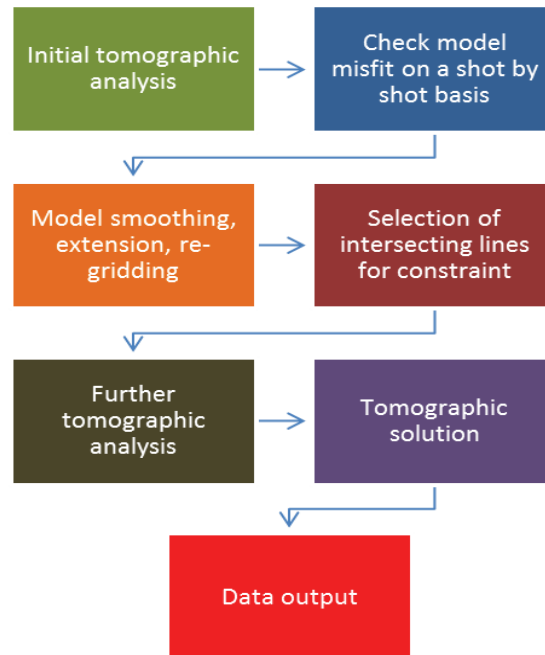 Initial tomographic
analysis
Check model
misfit on a shot by
shot basis
Model smoothing,
extension, re-
gridding
Selection of
intersecting lines
for constraint
Further
tomographic
analysis
Tomographic
solution
Data output